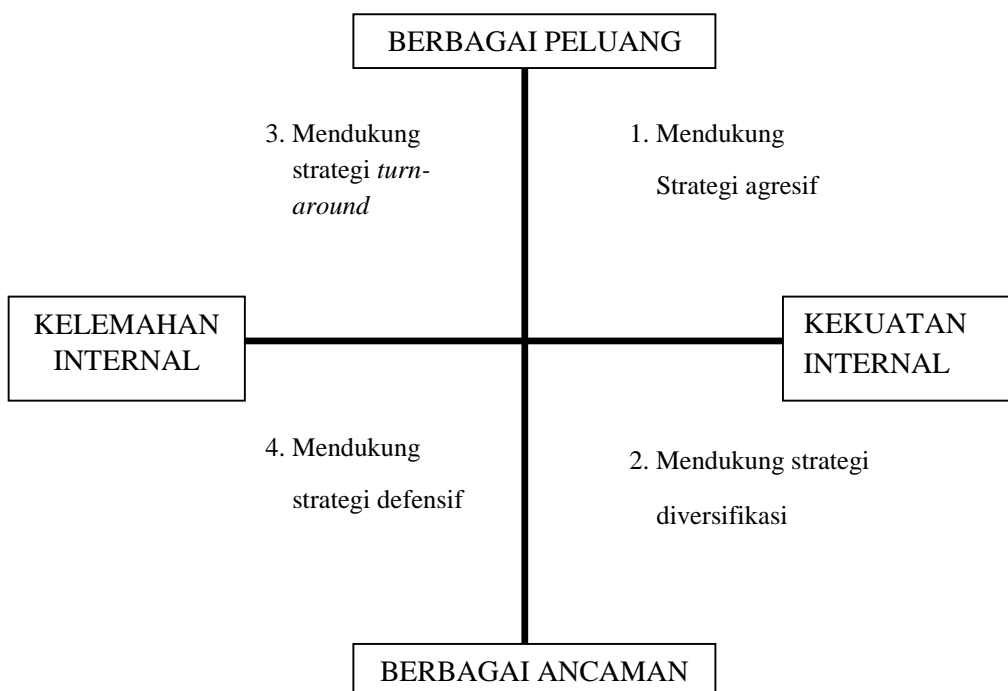 BERBAGAI PELUANG
3. Mendukung
strategi turn-
around
1. Mendukung
Strategi agresif
KELEMAHAN
INTERNAL
KEKUATAN
INTERNAL
4. Mendukung
strategi defensif
2. Mendukung strategi
diversifikasi
BERBAGAI ANCAMAN